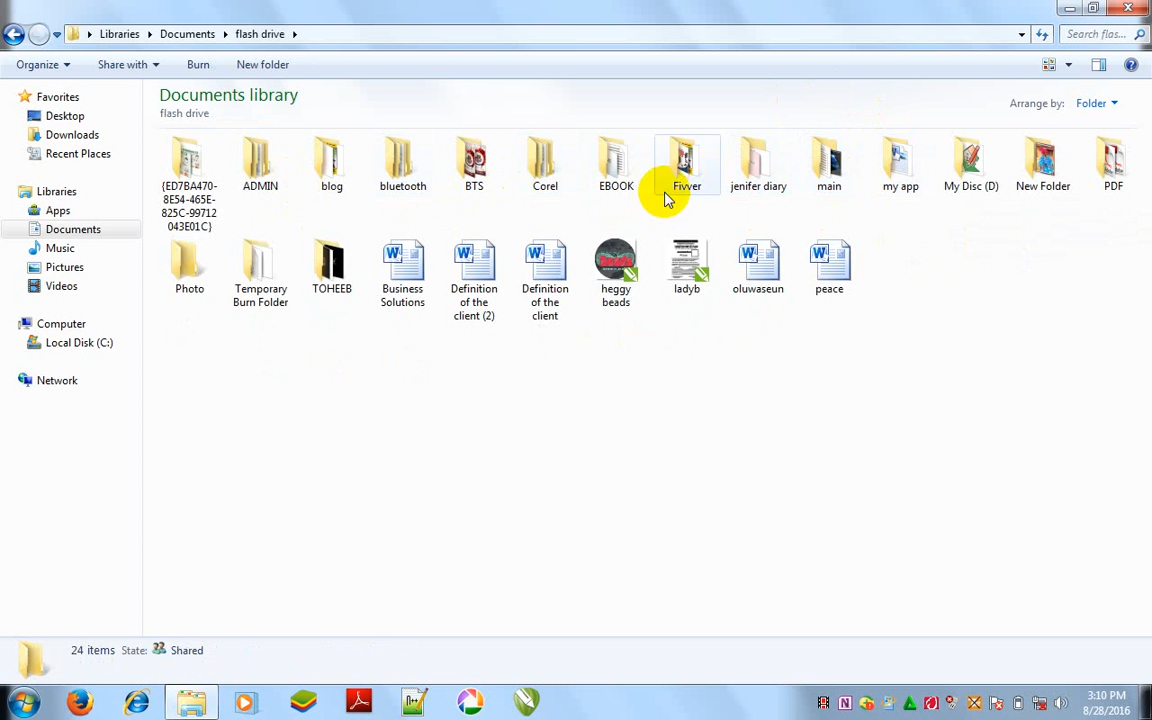 Libraries Documents flash drive
Search flas...
Organize Share with Burn New folder
Documents library
flash drive
Arrange by: Folder
Favorites
Desktop
Downloads
Recent Places
Libraries
Apps
Documents
Music
Pictures
Videos
Computer
Local Disk (C:)
Network
{ED7BA470-
8E54-465E-
825C-99712
043E01C}
ADMIN
blog
bluetooth
BTS
Corel
EBOOK
Fivver
jenifer diary
main
my app
My Disc (D)
New Folder
PDF
Photo
Temporary
Burn Folder
TOHEEB
Business
Solutions
Definition
of the
client (2)
Definition
of the
client
heggy
beads
ladyb
oluwaseun
peace
24 items State: Shared
3:10 PM
8/28/2016